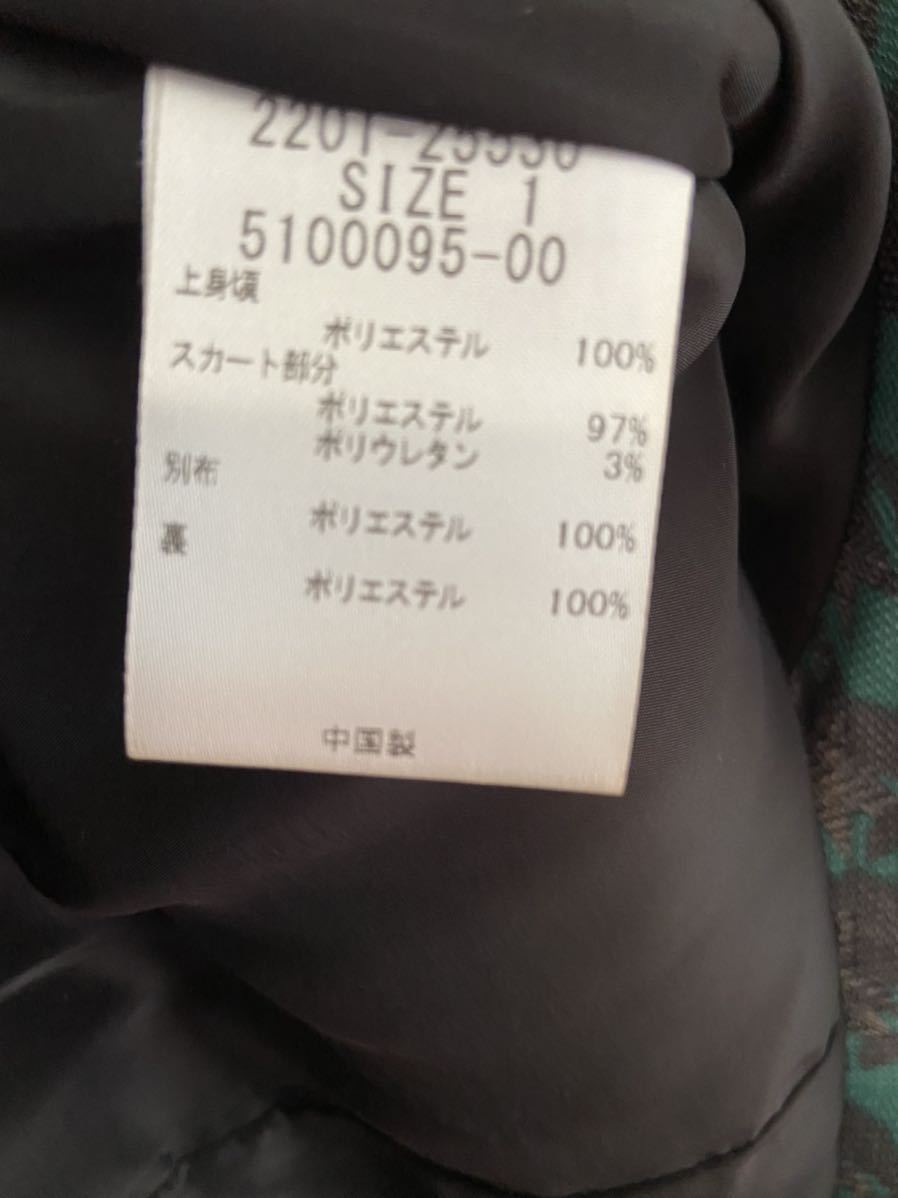 2201-25530
SIZE 1
5100095-00
上身頃
ポリエステル 100%
スカート部分
ポリエステル 97%
ポリウレタン 3%
別布
ポリエステル 100%
裏
ポリエステル 100%
中国製